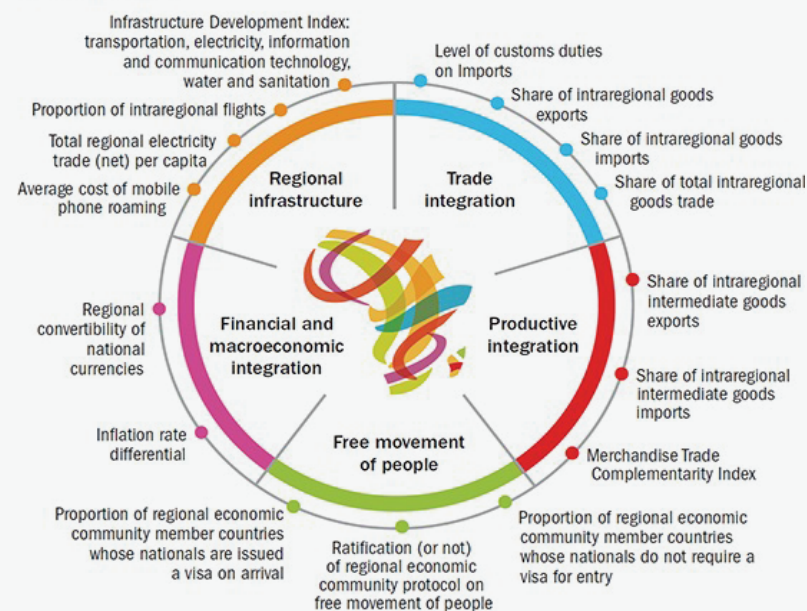 Infrastructure Development Index:
transportation, electricity, information
and communication technology,
water and sanitation
Proportion of intraregional flights
Total regional electricity
trade (net) per capita
Average cost of mobile
phone roaming
Regional
infrastructure
Level of customs duties
on Imports
Share of intraregional goods
exports
Share of intraregional goods
imports
Share of total intraregional
goods trade
Trade
integration
Share of intraregional
intermediate goods
exports
Share of intraregional
intermediate goods
imports
Merchandise Trade
Complementarity Index
Productive
integration
Proportion of regional economic
community member countries
whose nationals do not require a
visa for entry
Ratification (or not)
of regional economic
community protocol on
free movement of people
Proportion of regional economic
community member countries
whose nationals are issued
a visa on arrival
Free movement
of people
Inflation rate
differential
Regional
convertibility of
national
currencies
Financial and
macroeconomic
integration